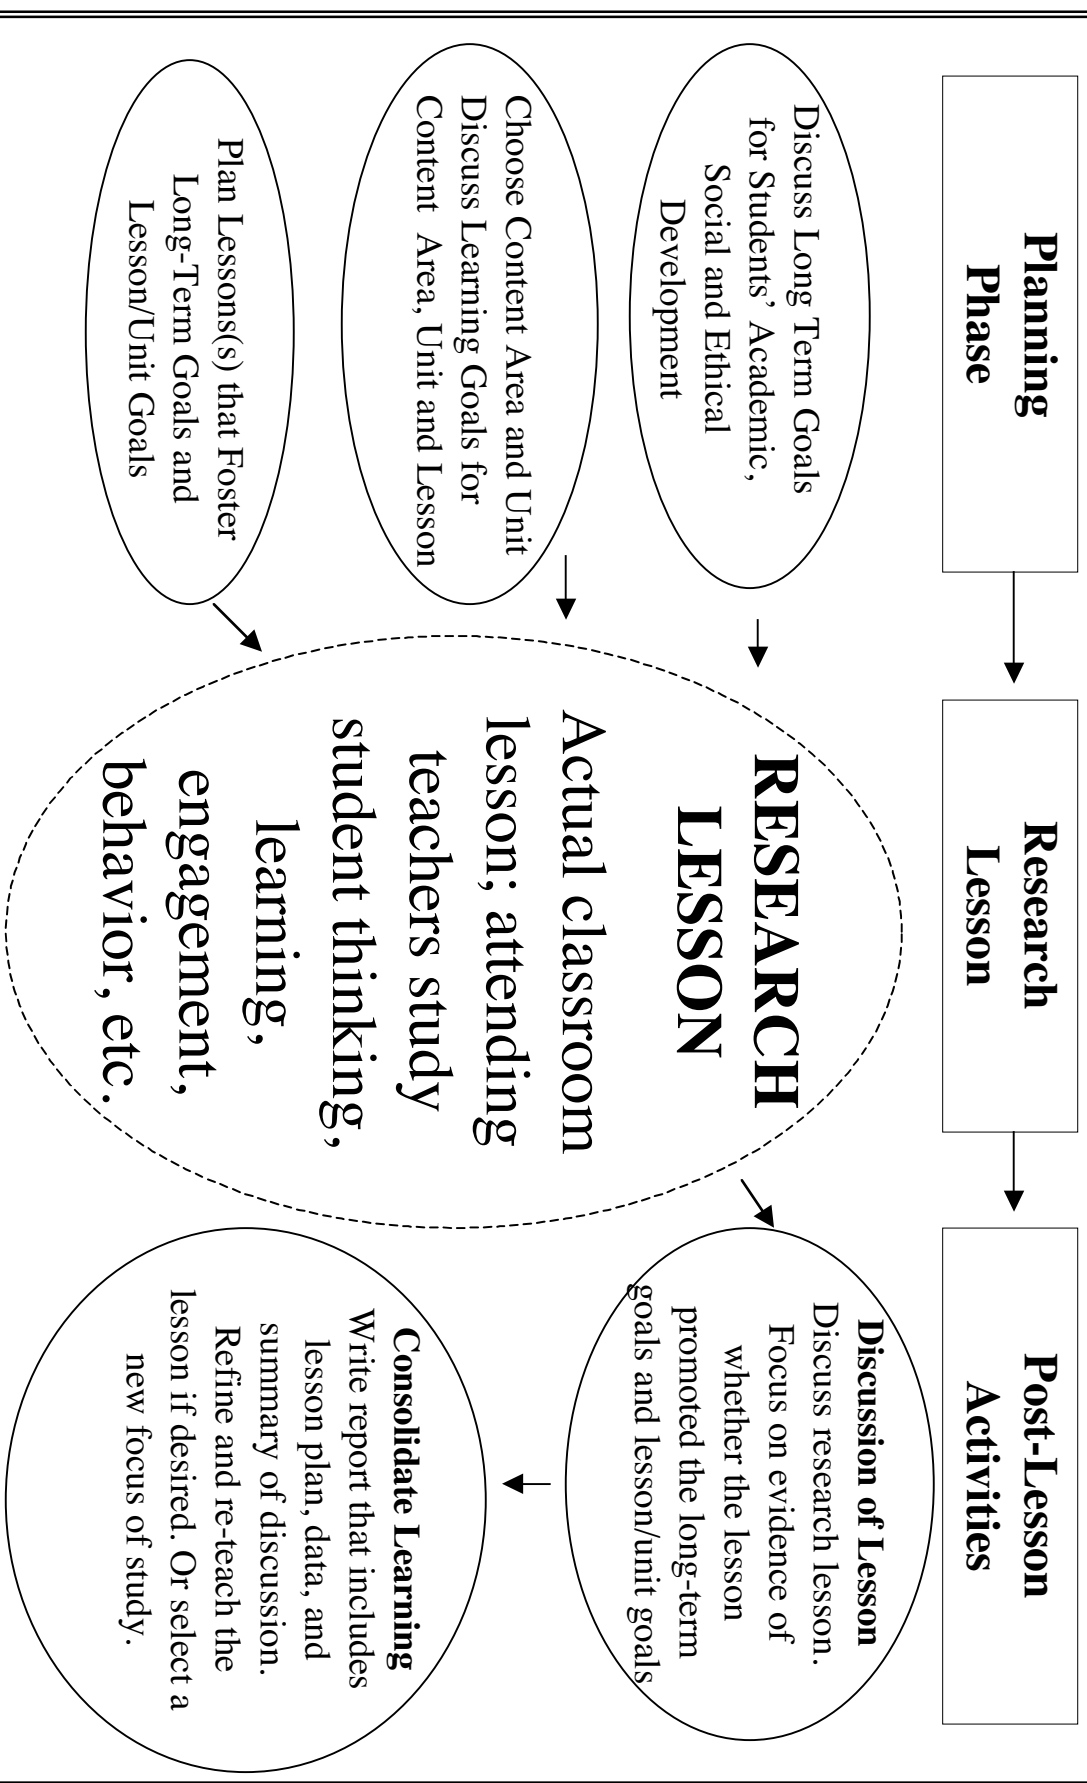 Planning
Phase
Research
Lesson
Post-Lesson
Activities
Discuss Long Term Goals
for Students’ Academic,
Social and Ethical
Development
Choose Content Area and Unit
Discuss Learning Goals for
Content Area, Unit and Lesson
Plan Lessons(s) that Foster
Long-Term Goals and
Lesson/Unit Goals
RESEARCH
LESSON
Actual classroom
lesson; attending
teachers study
student thinking,
learning,
engagement,
behavior, etc.
Discussion of Lesson
Discuss research lesson.
Focus on evidence of
whether the lesson
promoted the long-term
goals and lesson/unit goals
Consolidate Learning
Write report that includes
lesson plan, data, and
summary of discussion.
Refine and re-teach the
lesson if desired. Or select a
new focus of study.